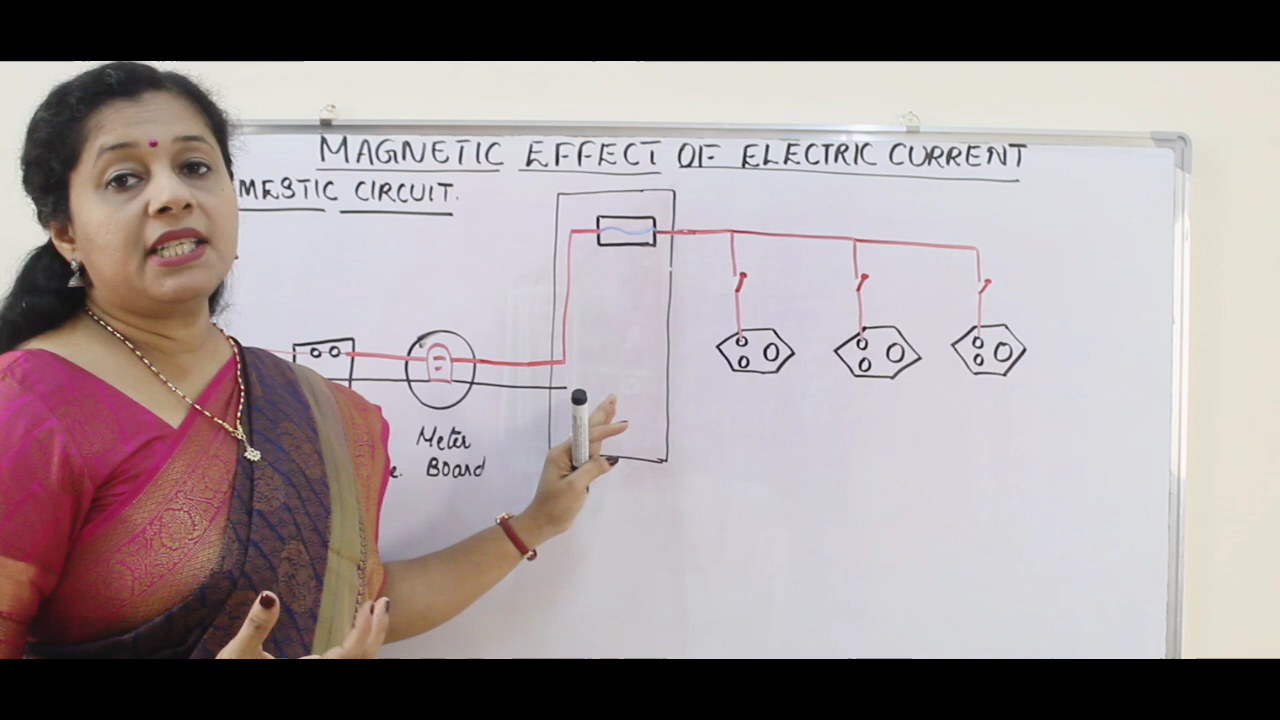 MAGNETIC EFFECT OF ELECTRIC CURRENT
MESTIC CIRCUIT.
Meter
e. Board